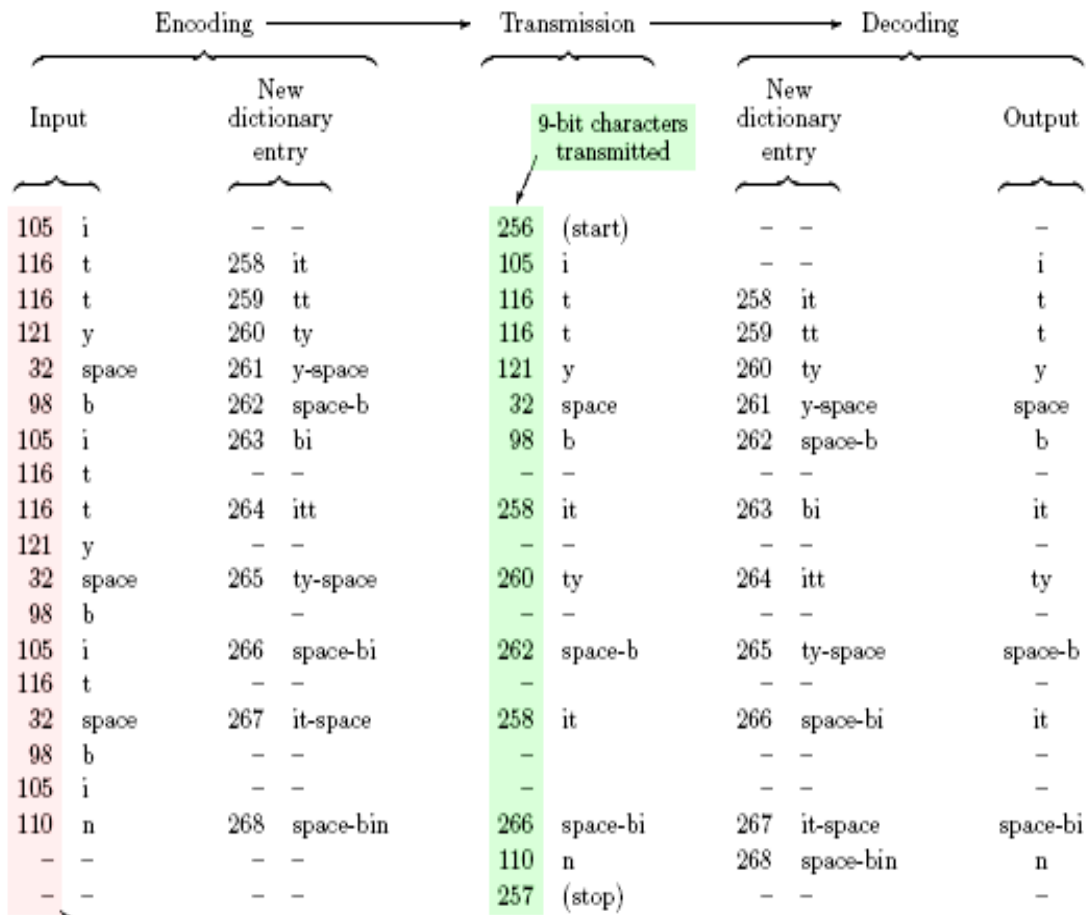 Encoding Transmission Decoding
Input New dictionary entry 9-bit characters transmitted New dictionary entry Output
105 i – – 256 (start) – – –
116 t 258 it 105 i – – i
116 t 259 tt 116 t 258 it t
121 y 260 ty 116 t 259 tt t
32 space 261 y-space 121 y 260 ty y
98 b 262 space-b 32 space 261 y-space space
105 i 263 bi 98 b 262 space-b b
116 t – – – – – – –
116 t 264 itt 258 it 263 bi it
121 y – – – – – – –
32 space 265 ty-space 260 ty 264 itt ty
98 b – – – – – – –
105 i 266 space-bi 262 space-b 265 ty-space space-b
116 t – – – – – –
32 space 267 it-space 258 it 266 space-bi it
98 b – – – – – –
105 i – – – – – –
110 n 268 space-bin 266 space-bi 267 it-space space-bi
– – – – 110 n 268 space-bin n
– – – – 257 (stop) – – –